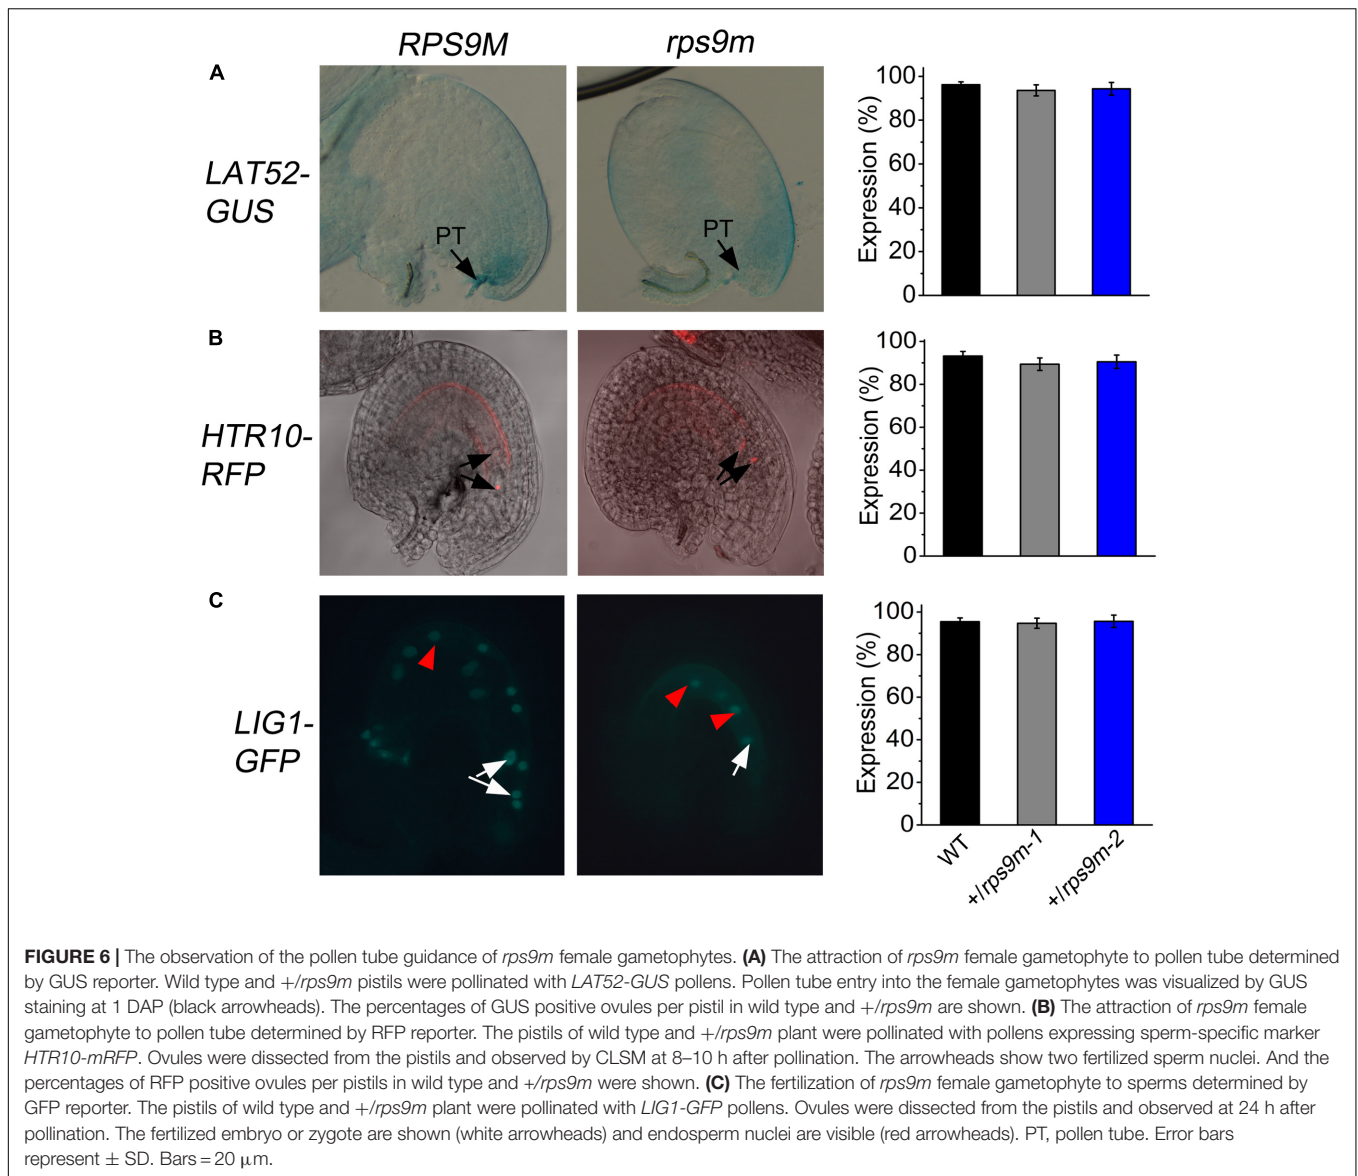 RPS9M rps9m
A
LAT52-
GUS
PT
PT
Expression (%)
100
80
60
40
20
0
B
HTR10-
RFP
Expression (%)
100
80
60
40
20
0
C
LIG1-
GFP
Expression (%)
100
80
60
40
20
0
WT
+/rps9m-1
+/rps9m-2
FIGURE 6 | The observation of the pollen tube guidance of rps9m female gametophytes. (A) The attraction of rps9m female gametophyte to pollen tube determined
by GUS reporter. Wild type and +/rps9m pistils were pollinated with LAT52-GUS pollens. Pollen tube entry into the female gametophytes was visualized by GUS
staining at 1 DAP (black arrowheads). The percentages of GUS positive ovules per pistil in wild type and +/rps9m are shown. (B) The attraction of rps9m female
gametophyte to pollen tube determined by RFP reporter. The pistils of wild type and +/rps9m plant were pollinated with pollens expressing sperm-specific marker
HTR10-mRFP. Ovules were dissected from the pistils and observed by CLSM at 8–10 h after pollination. The arrowheads show two fertilized sperm nuclei. And the
percentages of RFP positive ovules per pistils in wild type and +/rps9m were shown. (C) The fertilization of rps9m female gametophyte to sperms determined by
GFP reporter. The pistils of wild type and +/rps9m plant were pollinated with LIG1-GFP pollens. Ovules were dissected from the pistils and observed at 24 h after
pollination. The fertilized embryo or zygote are shown (white arrowheads) and endosperm nuclei are visible (red arrowheads). PT, pollen tube. Error bars
represent ± SD. Bars = 20 μm.